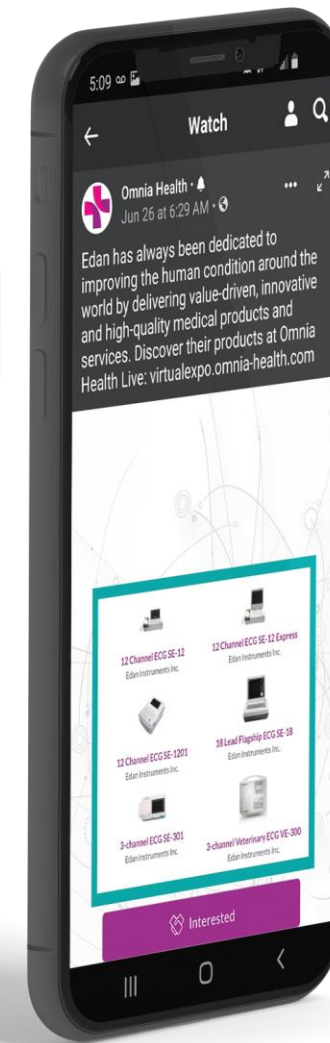 5:09
Watch
Omnia Health
Jun 26 at 6:29 AM
Edan has always been dedicated to
improving the human condition around the
world by delivering value-driven, innovative
and high-quality medical products and
services. Discover their products at Omnia
Health Live: virtualexpo.omnia-health.com
12 Channel ECG SE-12
Edan Instruments Inc.
12 Channel ECG SE-12 Express
Edan Instruments Inc.
12 Channel ECG SE-1201
Edan Instruments Inc.
18 Lead Flagship ECG SE-18
Edan Instruments Inc.
3-channel ECG SE-301
Edan Instruments Inc.
3-channel Veterinary ECG VE-300
Edan Instruments Inc.
Interested